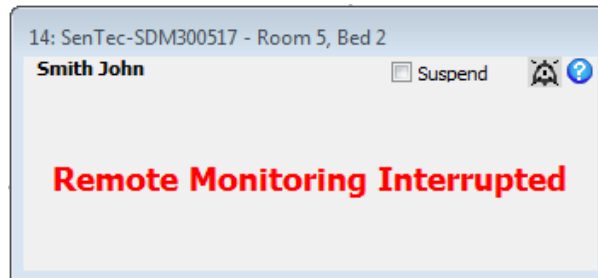 14: SenTec-SDM300517 - Room 5, Bed 2
Smith John Suspend ?
Remote Monitoring Interrupted